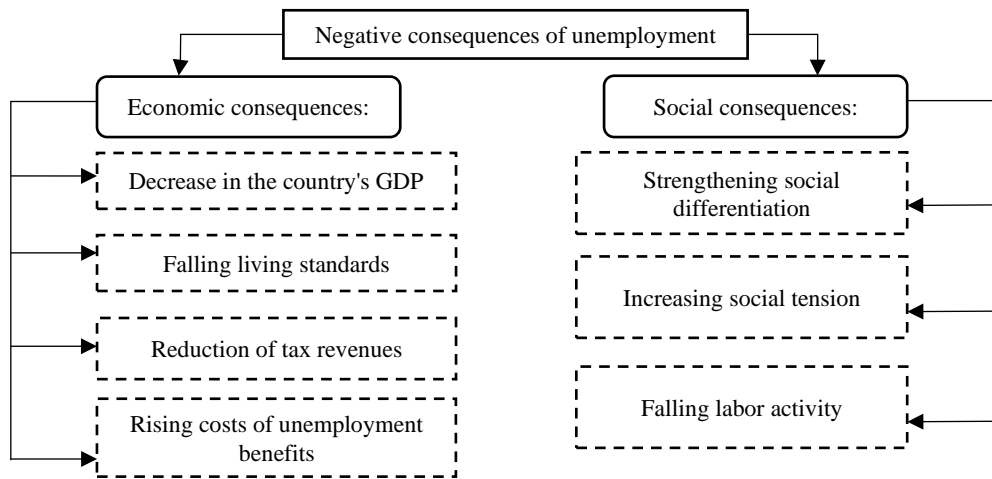 Negative consequences of unemployment
Economic consequences:
Decrease in the country's GDP
Falling living standards
Reduction of tax revenues
Rising costs of unemployment
benefits
Social consequences:
Strengthening social
differentiation
Increasing social tension
Falling labor activity